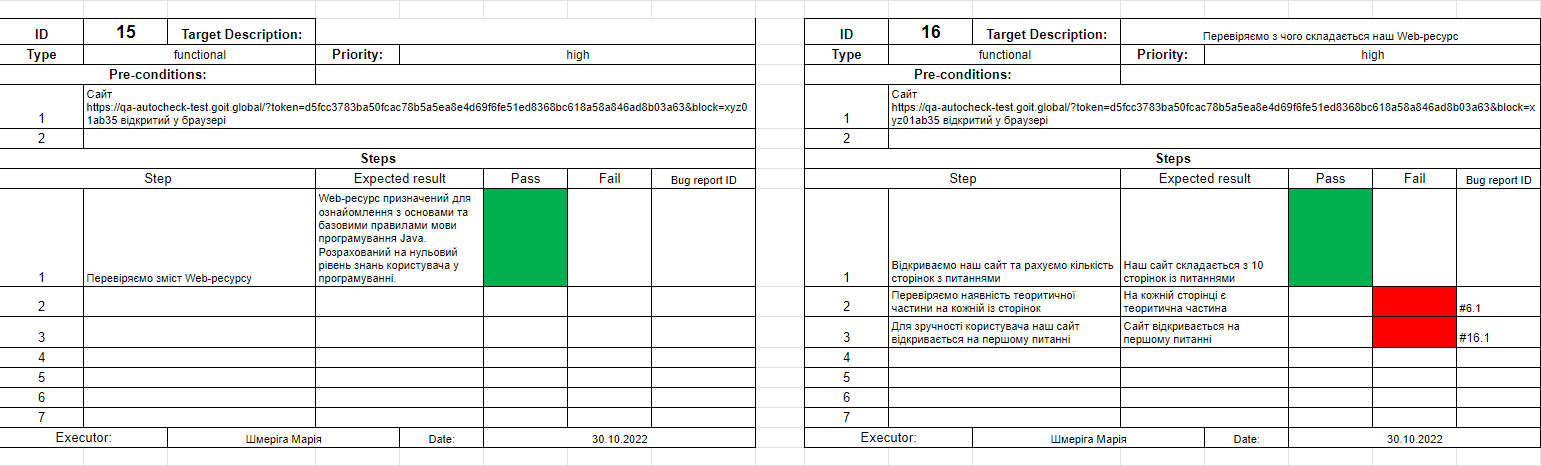 ID 15 Target Description:
Type functional Priority: high
Pre-conditions:
1 Сайт
https://qa-autocheck-test.goit.global/?token=d5fcc3783ba50fcac78b5a5ea8e4d69f6fe51ed8368bc618a58a846ad8b03a63&block=xyz0
1ab35 відкритий у браузері
2
Steps
Step Expected result Pass Fail Bug report ID
1 Перевіряємо зміст Web-ресурсу
Web-ресурс призначений для
ознайомлення з основами та
базовими правилами мови
програмування Java.
Розрахований на нульовий
рівень знань користувача у
програмуванні.
2
3
4
5
6
7
Executor: Шмеріга Марія Date: 30.10.2022
ID 16 Target Description: Перевіряємо з чого складається наш Web-ресурс
Type functional Priority: high
Pre-conditions:
1 Сайт
https://qa-autocheck-test.goit.global/?token=d5fcc3783ba50fcac78b5a5ea8e4d69f6fe51ed8368bc618a58a846ad8b03a63&block=x
yz01ab35 відкритий у браузері
2
Steps
Step Expected result Pass Fail Bug report ID
1 Відкриваємо наш сайт та рахуємо кількість
сторінок з питаннями
Наш сайт складається з 10
сторінок із питаннями
2 Перевіряємо наявність теоритичної
частини на кожній із сторінок
На кожній сторінці є
теоритична частина
#6.1
3 Для зручності користувача наш сайт
відкривається на першому питанні
Сайт відкривається на
першому питанні
#16.1
4
5
6
7
Executor: Шмеріга Марія Date: 30.10.2022